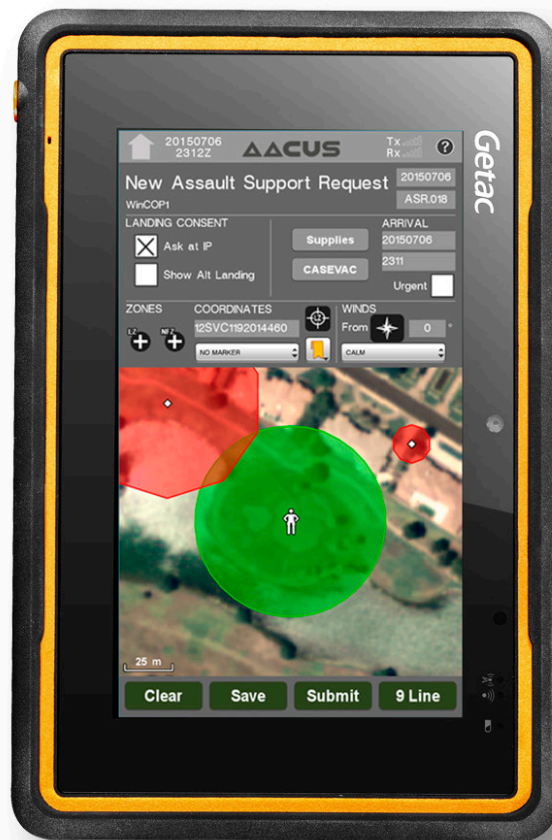 20150706
2312Z
AACUS
Tx
Rx
?
New Assault Support Request
20150706
WinCOP1
ASR.018
LANDING CONSENT
ARRIVAL
Ask at IP
Supplies
20150706
Show Alt Landing
CASEVAC
2311
Urgent
ZONES
COORDINATES
WINDS
LZ
NFZ
12SVC1192014460
LZ
From
0 °
NO MARKER
CALM
25 m
Clear
Save
Submit
9 Line
Getac